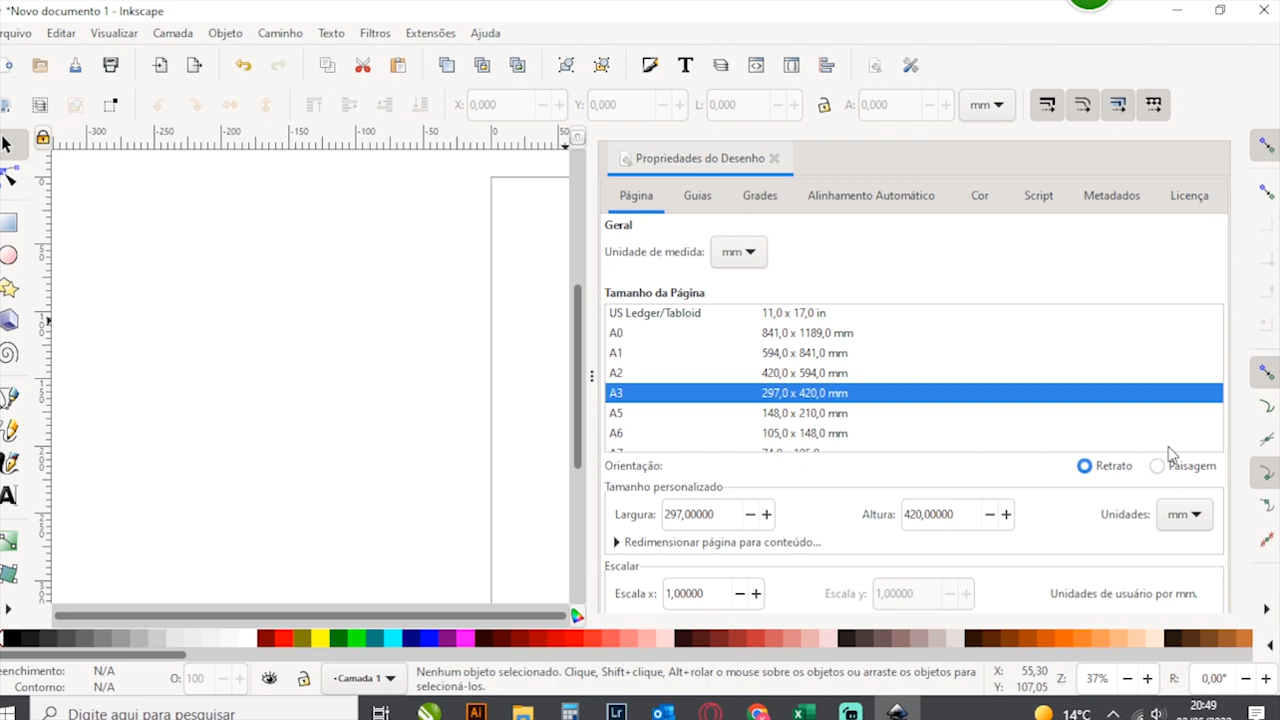 *Novo documento 1 - Inkscape
rquivo Editar Visualizar Camada Objeto Caminho Texto Filtros Extensões Ajuda
X: 0,000 Y: 0,000 L: 0,000 A: 0,000 mm
-300 -250 -200 -150 -100 -50 0 50
Propriedades do Desenho
Página Guias Grades Alinhamento Automático Cor Script Metadados Licença
Geral
Unidade de medida: mm
Tamanho da Página
US Ledger/Tabloid 11,0 x 17,0 in
A0 841,0 x 1189,0 mm
A1 594,0 x 841,0 mm
A2 420,0 x 594,0 mm
A3 297,0 x 420,0 mm
A5 148,0 x 210,0 mm
A6 105,0 x 148,0 mm
Orientação: Retrato Paisagem
Tamanho personalizado
Largura: 297,00000 Altura: 420,00000 Unidades: mm
Redimensionar página para conteúdo...
Escalar
Escala x: 1,00000 Escala y: 1,00000 Unidades de usuário por mm.
eenchimento: N/A
Contorno: N/A
O: 100
Camada 1
Nenhum objeto selecionado. Clique, Shift+clique, Alt+rolar o mouse sobre os objetos ou arraste os objetos para
selecioná-los.
X: 55,30
Y: 107,05
Z: 37%
R: 0,00°
Digite aqui para pesquisar
14°C
20:49